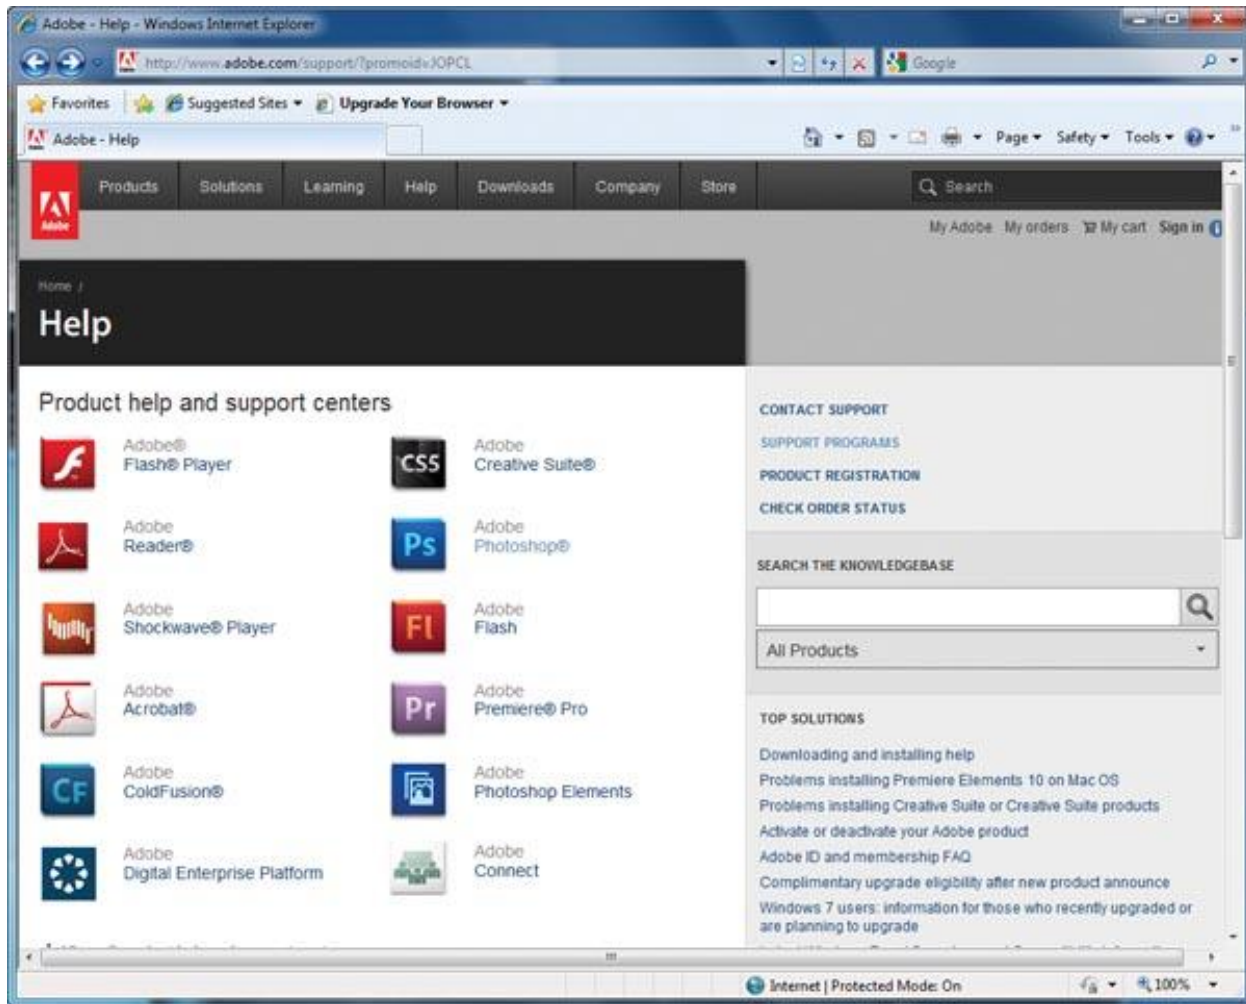 Adobe - Help - Windows Internet Explorer
http://www.adobe.com/support/?promoid=JOPCL
Google
Favorites Suggested Sites Upgrade Your Browser
Adobe - Help
Page Safety Tools
Products Solutions Learning Help Downloads Company Store
Search
Adobe
My Adobe My orders My cart Sign in
Home /
Help
Product help and support centers
Adobe®
Flash® Player
CS5
Adobe
Creative Suite®
Adobe
Reader®
Ps
Adobe
Photoshop®
Adobe
Shockwave® Player
Fl
Adobe
Flash
Adobe
Acrobat®
Pr
Adobe
Premiere® Pro
CF
Adobe
ColdFusion®
Adobe
Photoshop Elements
Adobe
Digital Enterprise Platform
Adobe
Connect
CONTACT SUPPORT
SUPPORT PROGRAMS
PRODUCT REGISTRATION
CHECK ORDER STATUS
SEARCH THE KNOWLEDGEBASE
All Products
TOP SOLUTIONS
Downloading and installing help
Problems installing Premiere Elements 10 on Mac OS
Problems installing Creative Suite or Creative Suite products
Activate or deactivate your Adobe product
Adobe ID and membership FAQ
Complimentary upgrade eligibility after new product announce
Windows 7 users: information for those who recently upgraded or
are planning to upgrade
Internet | Protected Mode: On
100%